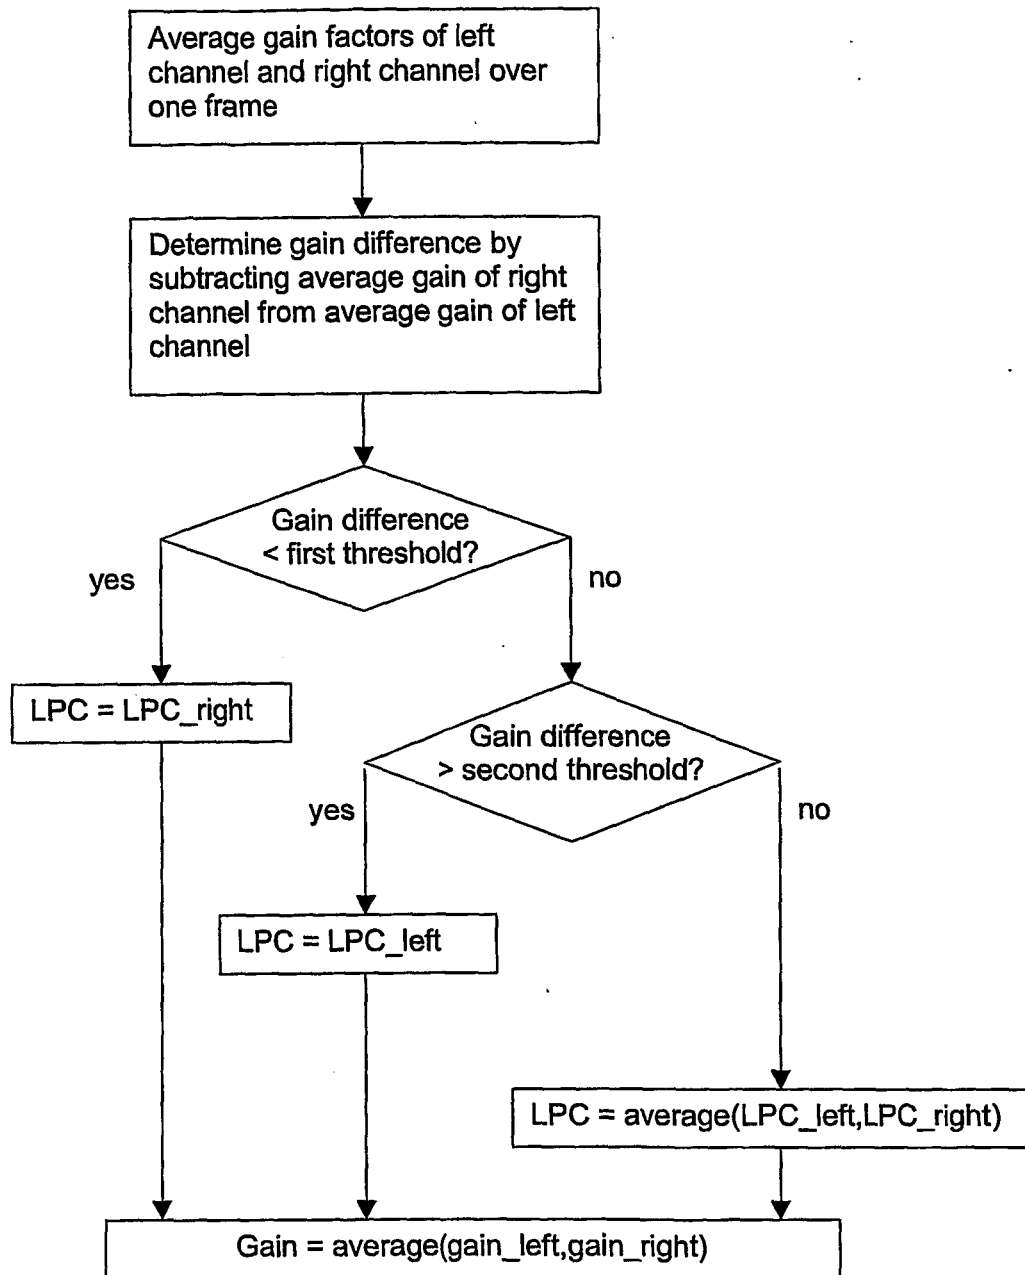 Average gain factors of left
channel and right channel over
one frame
Determine gain difference by
subtracting average gain of right
channel from average gain of left
channel
Gain difference
< first threshold?
yes
no
LPC = LPC_right
Gain difference
> second threshold?
yes
no
LPC = LPC_left
LPC = average(LPC_left,LPC_right)
Gain = average(gain_left,gain_right)